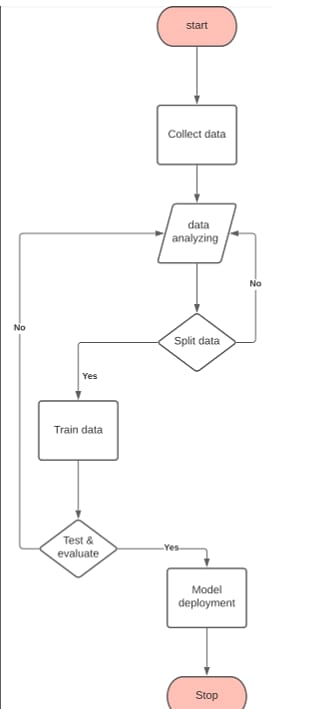 start
Collect data
data
analyzing
No
Split data
No
Yes
Train data
Test &
evaluate
Yes
Model
deployment
Stop